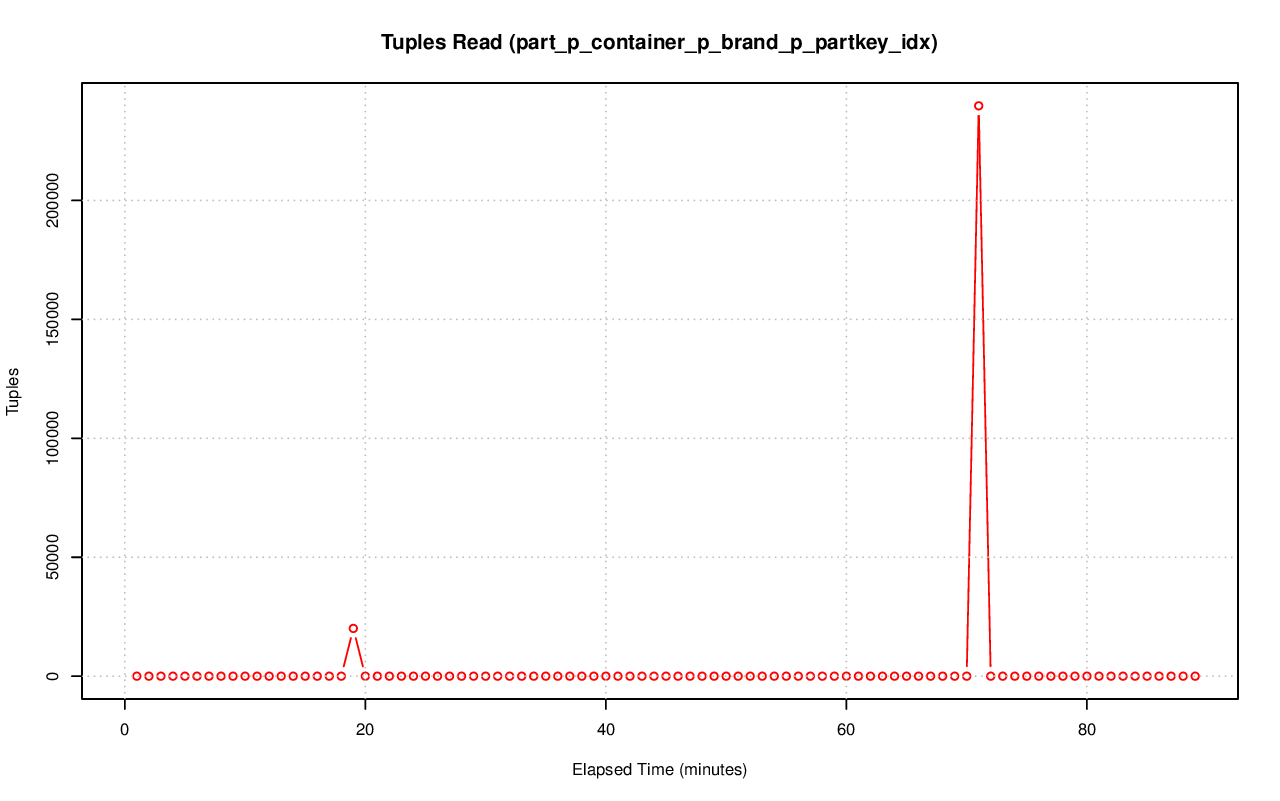 Tuples Read (part_p_container_p_brand_p_partkey_idx)
Tuples
200000
150000
100000
50000
0
0 20 40 60 80
Elapsed Time (minutes)